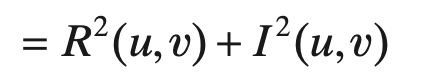 = R²(u,v) + I²(u,v)